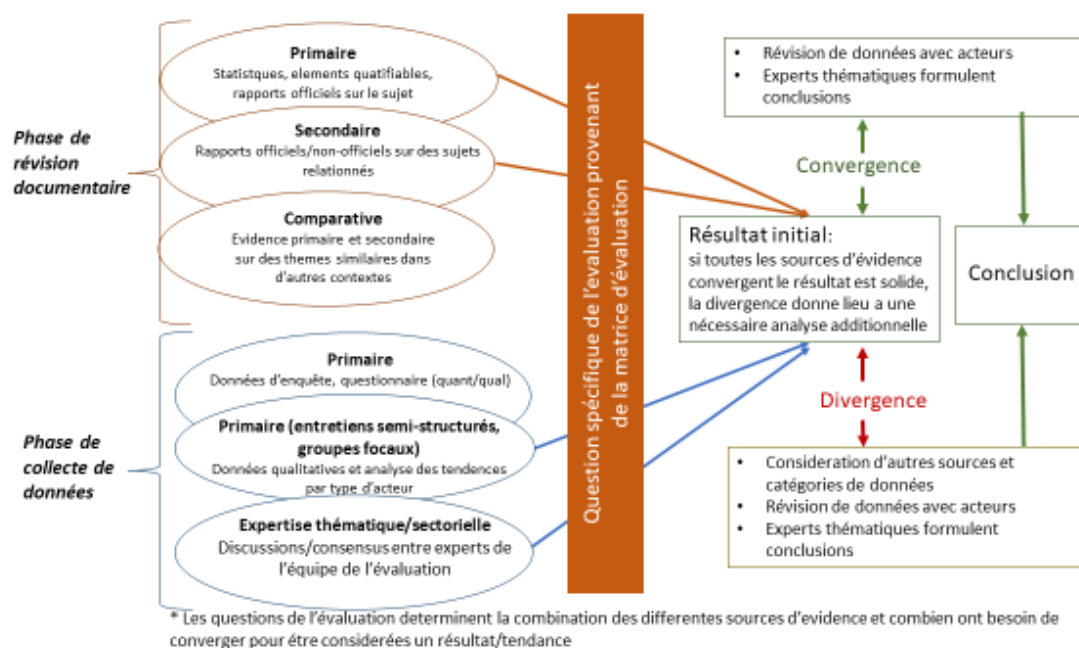 Phase de
révision
documentaire
Primaire
Statistques, elements quatifiables,
rapports officiels sur le sujet
Secondaire
Rapports officiels/non-officiels sur des sujets
relationnés
Comparative
Evidence primaire et secondaire
sur des themes similaires dans
d'autres contextes
Phase de
collecte de
données
Primaire
Données d'enquête, questionnaire (quant/qual)
Primaire (entretiens semi-structurés,
groupes focaux)
Données qualitatives et analyse des tendences
par type d'acteur
Expertise thématique/sectorielle
Discussions/consensus entre experts de
l'équipe de l'évaluation
Question spécifique de l'évaluation provenant
de la matrice d'évaluation
• Révision de données avec acteurs
• Experts thématiques formulent
conclusions
Convergence
Résultat initial:
si toutes les sources d'évidence
convergent le résultat est solide,
la divergence donne lieu a une
nécessaire analyse additionnelle
Conclusion
Divergence
• Consideration d'autres sources et
catégories de données
• Révision de données avec acteurs
• Experts thématiques formulent
conclusions
* Les questions de l'évaluation determinent la combination des differentes sources d'evidence et combien ont besoin de
converger pour étre considerées un résultat/tendance